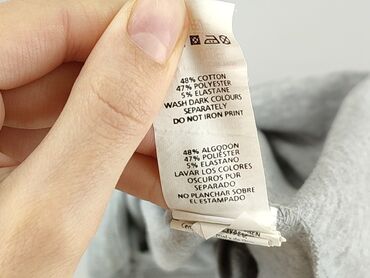 48% COTTON
47% POLYESTER
5% ELASTANE
WASH DARK COLOURS
SEPARATELY
DO NOT IRON PRINT
48% ALGODÓN
47% POLIÉSTER
5% ELASTANO
LAVAR LOS COLORES
OSCUROS POR
SEPARADO
NO PLANCHAR SOBRE
EL ESTAMPADO